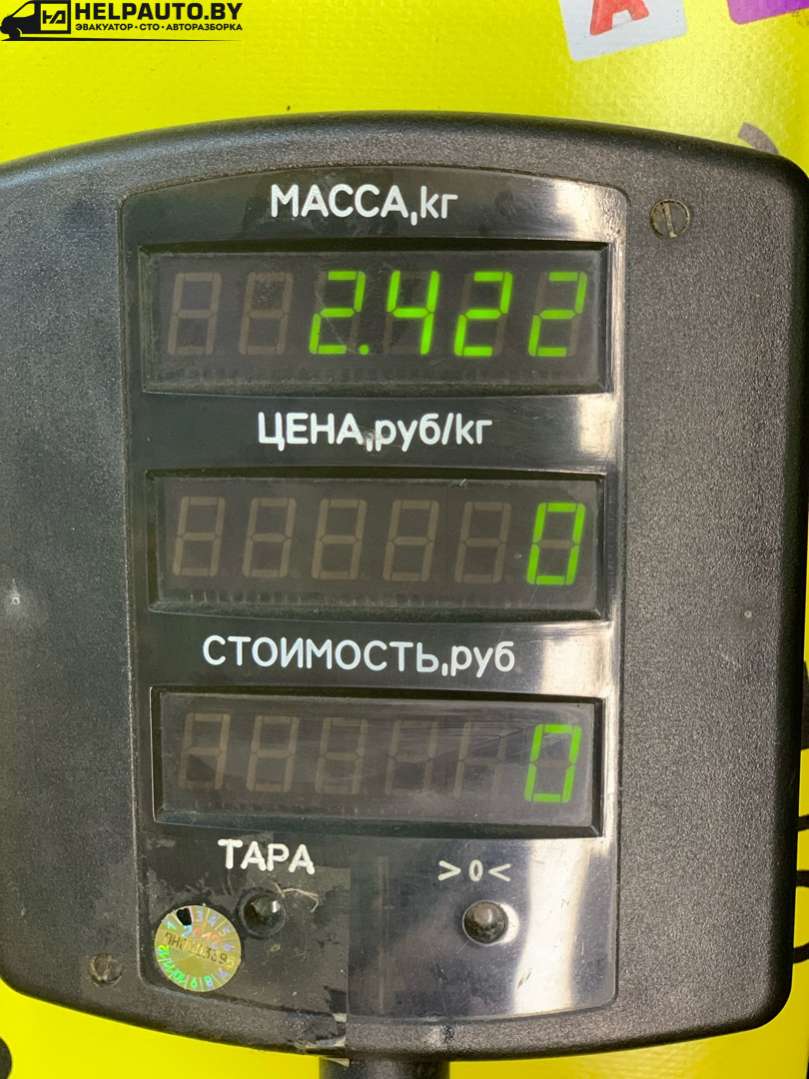 HELPAUTO.BY
ЭВАКУАТОР·СТО·АВТОРАЗБОРКА
A
МАССА,кг
2.422
ЦЕНА,руб/кг
0
СТОИМОСТЬ,руб
0
ТАРА
>0<